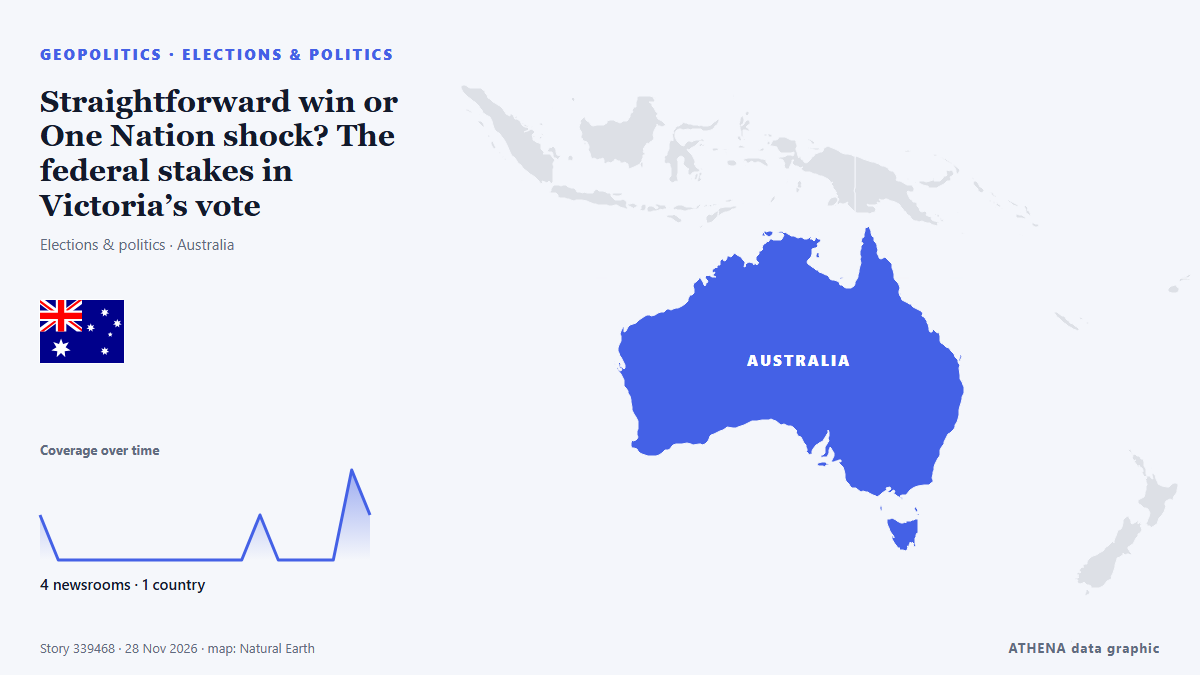 GEOPOLITICS · ELECTIONS & POLITICS
Straightforward win or
One Nation shock? The
federal stakes in
Victoria’s vote
Elections & politics · Australia
AUSTRALIA
Coverage over time
4 newsrooms · 1 country
Story 339468 · 28 Nov 2026 · map: Natural Earth
ATHENA data graphic